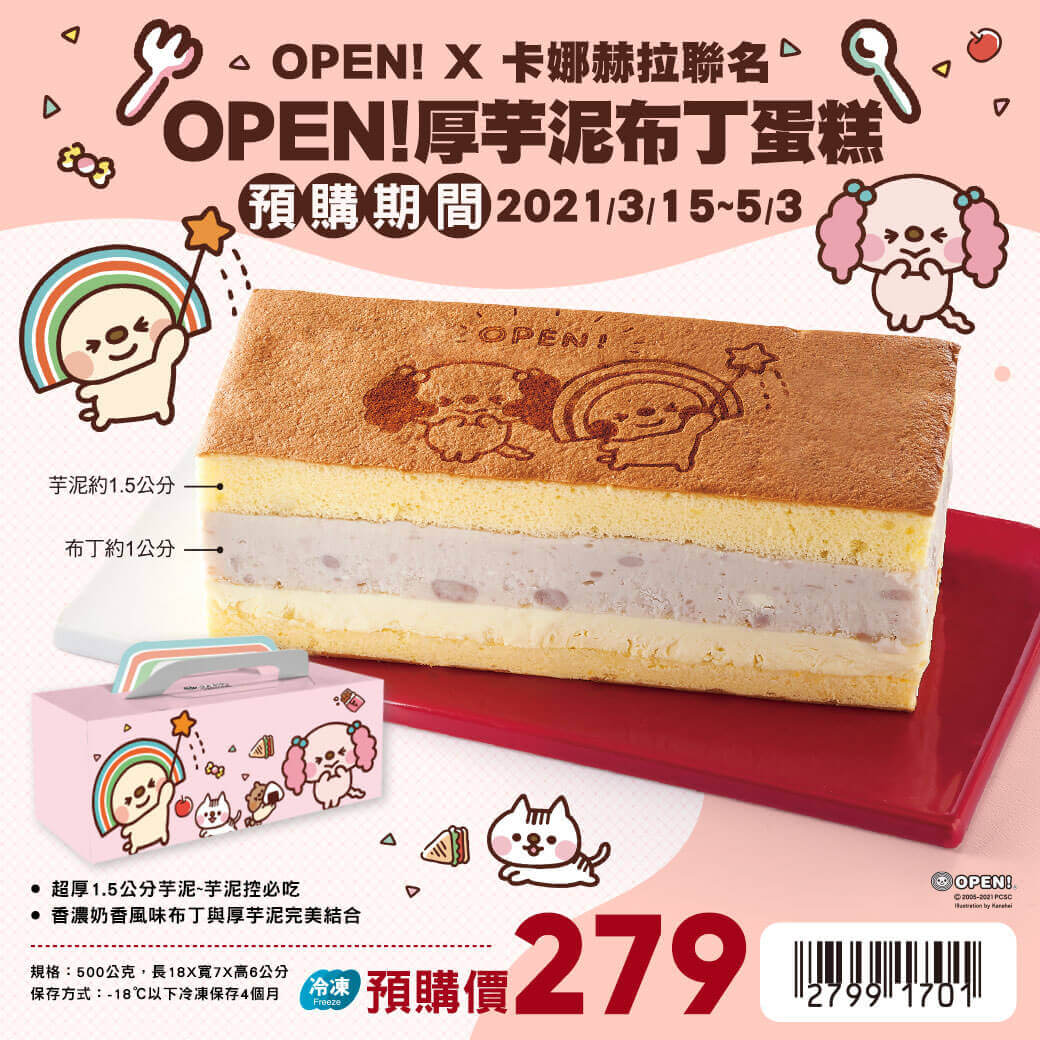 OPEN! X 卡娜赫拉聯名
OPEN!厚芋泥布丁蛋糕
預購期間 2021/3/15~5/3
OPEN!
芋泥約1.5公分
布丁約1公分
• 超厚1.5公分芋泥~芋泥控必吃
• 香濃奶香風味布丁與厚芋泥完美結合
規格：500公克，長18X寬7X高6公分
保存方式：-18℃以下冷凍保存4個月
冷凍
Freeze
預購價279
OPEN!
©2005-2021 PCSC
Illustration by Kanahei
2799 1701